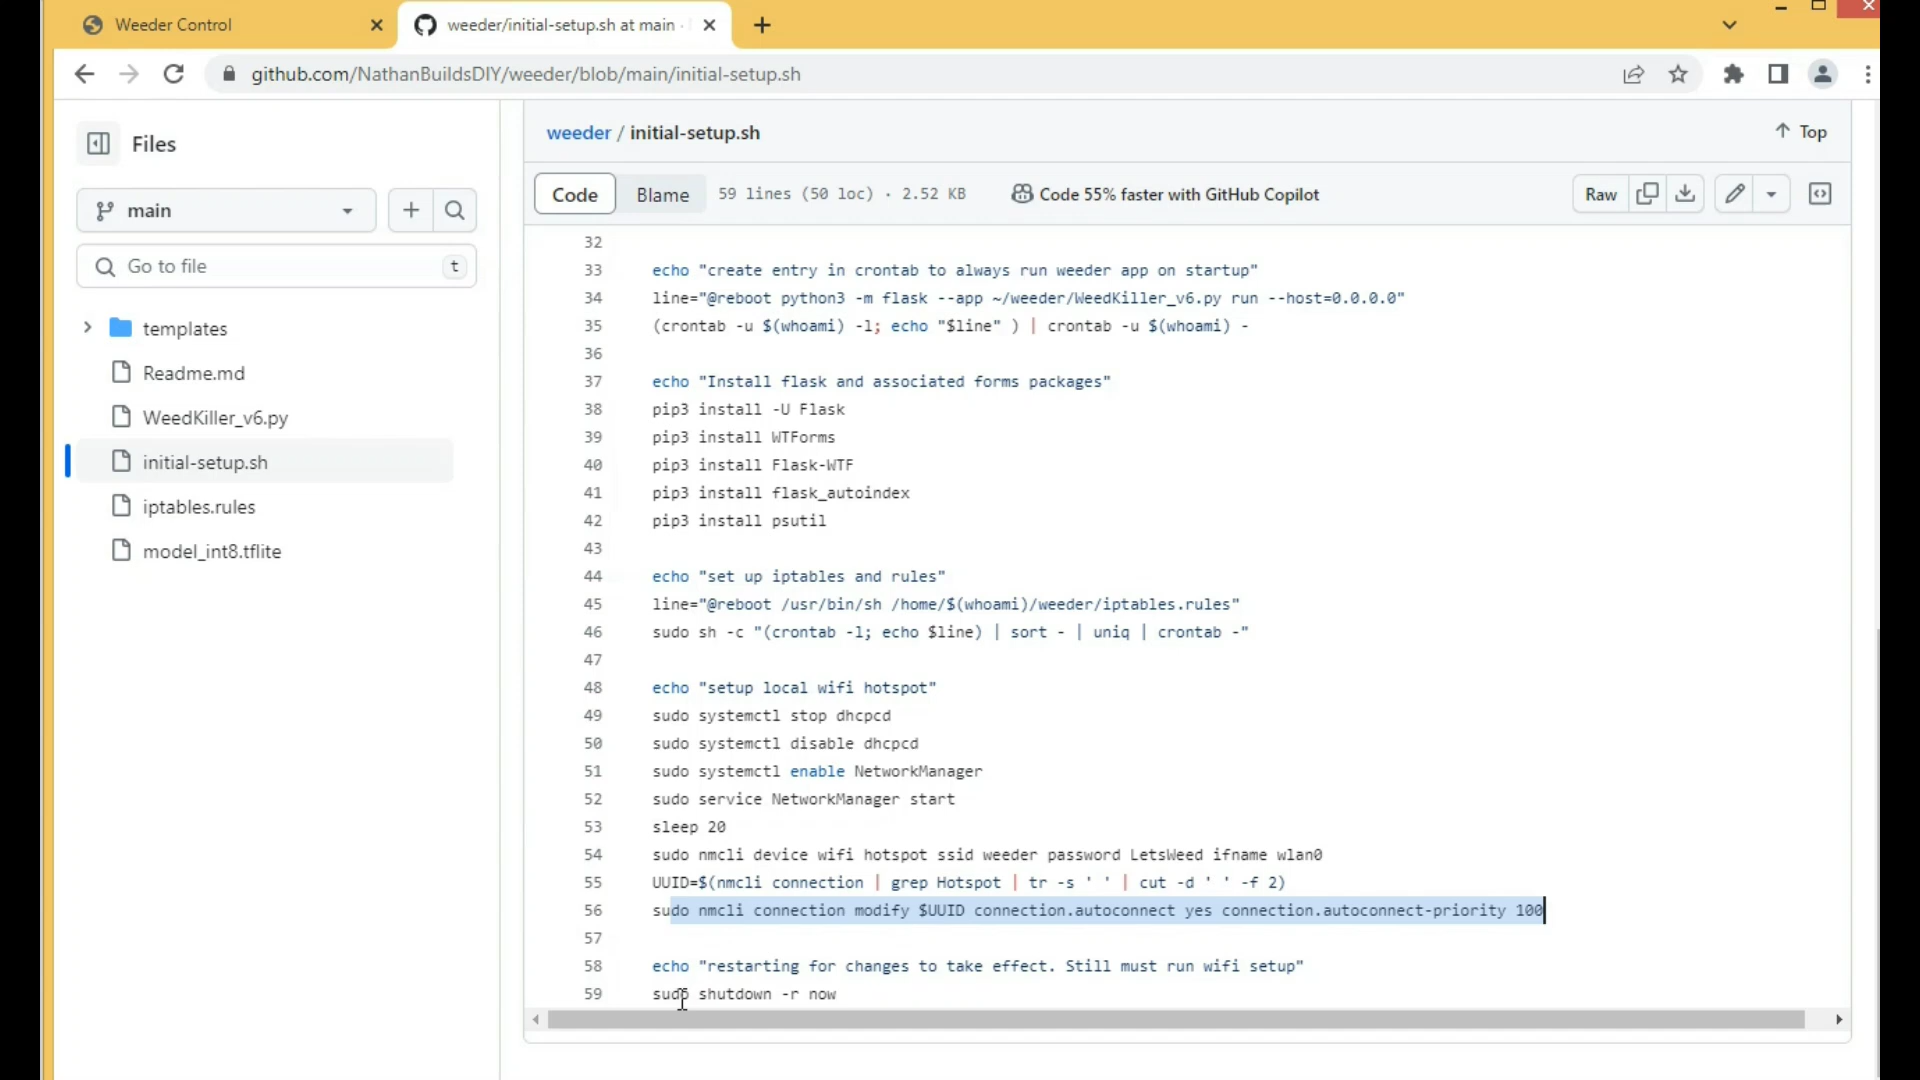 Weeder Control
weeder/initial-setup.sh at main ·
github.com/NathanBuildsDIY/weeder/blob/main/initial-setup.sh
Files
main
Go to file
t
templates
Readme.md
WeedKiller_v6.py
initial-setup.sh
iptables.rules
model_int8.tflite
weeder / initial-setup.sh
Top
Code
Blame
59 lines (50 loc) · 2.52 KB
Code 55% faster with GitHub Copilot
Raw
32
33 echo "create entry in crontab to always run weeder app on startup"
34 line="@reboot python3 -m flask --app ~/weeder/WeedKiller_v6.py run --host=0.0.0.0"
35 (crontab -u $(whoami) -l; echo "$line" ) | crontab -u $(whoami) -
36
37 echo "Install flask and associated forms packages"
38 pip3 install -U Flask
39 pip3 install WTForms
40 pip3 install Flask-WTF
41 pip3 install flask_autoindex
42 pip3 install psutil
43
44 echo "set up iptables and rules"
45 line="@reboot /usr/bin/sh /home/$(whoami)/weeder/iptables.rules"
46 sudo sh -c "(crontab -l; echo $line) | sort - | uniq | crontab -"
47
48 echo "setup local wifi hotspot"
49 sudo systemctl stop dhcpcd
50 sudo systemctl disable dhcpcd
51 sudo systemctl enable NetworkManager
52 sudo service NetworkManager start
53 sleep 20
54 sudo nmcli device wifi hotspot ssid weeder password LetsWeed ifname wlan0
55 UUID=$(nmcli connection | grep Hotspot | tr -s ' ' | cut -d ' ' -f 2)
56 sudo nmcli connection modify $UUID connection.autoconnect yes connection.autoconnect-priority 100
57
58 echo "restarting for changes to take effect. Still must run wifi setup"
59 sudo shutdown -r now